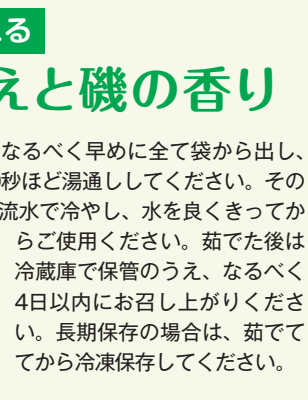 える
えと磯の香り
なるべく早めに全て袋から出し、
秒ほど湯通ししてください。その
流水で冷やし、水を良くきってか
らご使用ください。茹でた後は
冷蔵庫で保管のうえ、なるべく
4日以内にお召し上がりくださ
い。長期保存の場合は、茹でて
てから冷凍保存してください。